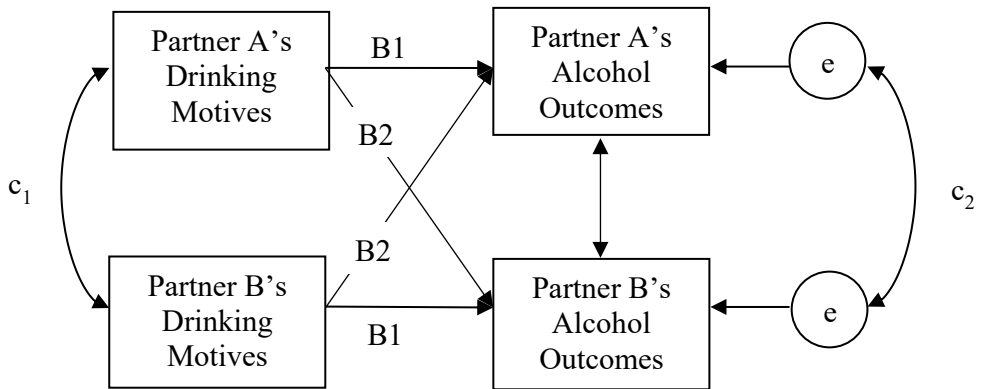 Partner A’s
Drinking
Motives
B1
Partner A’s
Alcohol
Outcomes
e
B2
c1
c2
B2
Partner B’s
Drinking
Motives
B1
Partner B’s
Alcohol
Outcomes
e